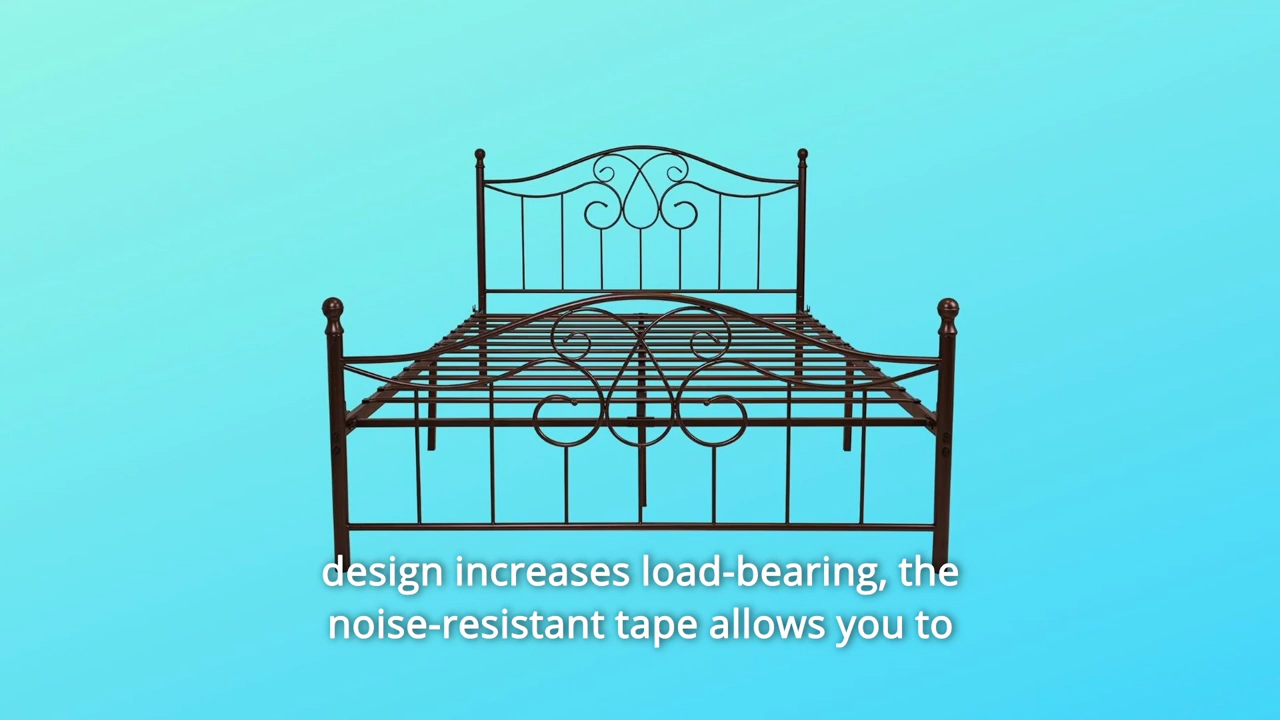 design increases load-bearing, the
noise-resistant tape allows you to